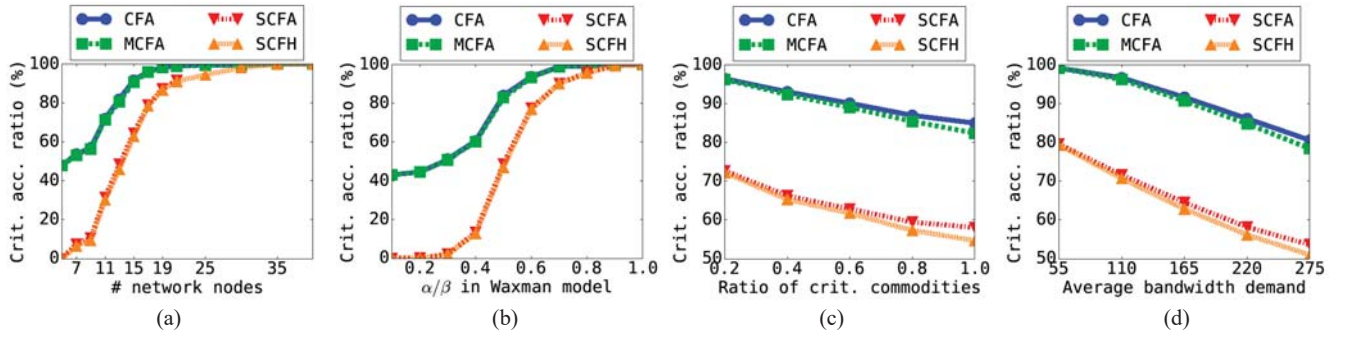 CFA SCFA
MCFA SCFH
Crit. acc. ratio (%)
100
80
60
40
20
0
7 11 15 19 25 35
# network nodes
(a)
CFA SCFA
MCFA SCFH
Crit. acc. ratio (%)
100
80
60
40
20
0
0.2 0.4 0.6 0.8 1.0
α/β in Waxman model
(b)
CFA SCFA
MCFA SCFH
Crit. acc. ratio (%)
100
90
80
70
60
50
0.2 0.4 0.6 0.8 1.0
Ratio of crit. commodities
(c)
CFA SCFA
MCFA SCFH
Crit. acc. ratio (%)
100
90
80
70
60
50
55 110 165 220 275
Average bandwidth demand
(d)